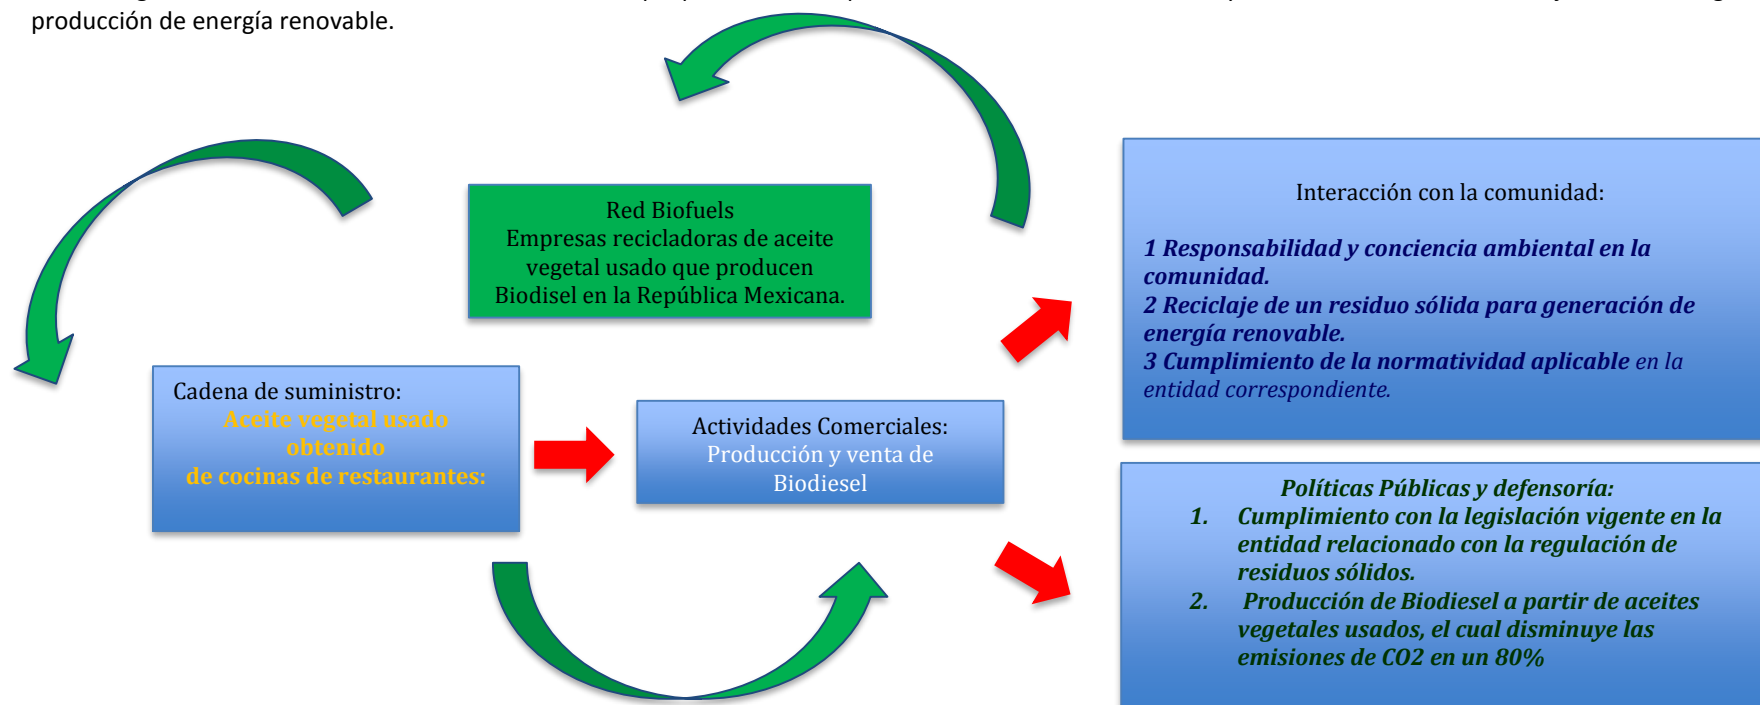 producción de energía renovable.
Red Biofuels
Empresas recicladoras de aceite
vegetal usado que producen
Biodisel en la República Mexicana.
Cadena de suministro:
Aceite vegetal usado
obtenido
de cocinas de restaurantes:
Actividades Comerciales:
Producción y venta de
Biodiesel
Interacción con la comunidad:
1 Responsabilidad y conciencia ambiental en la
comunidad.
2 Reciclaje de un residuo sólida para generación de
energía renovable.
3 Cumplimiento de la normatividad aplicable en la
entidad correspondiente.
Políticas Públicas y defensoría:
1. Cumplimiento con la legislación vigente en la
entidad relacionado con la regulación de
residuos sólidos.
2. Producción de Biodiesel a partir de aceites
vegetales usados, el cual disminuye las
emisiones de CO2 en un 80%